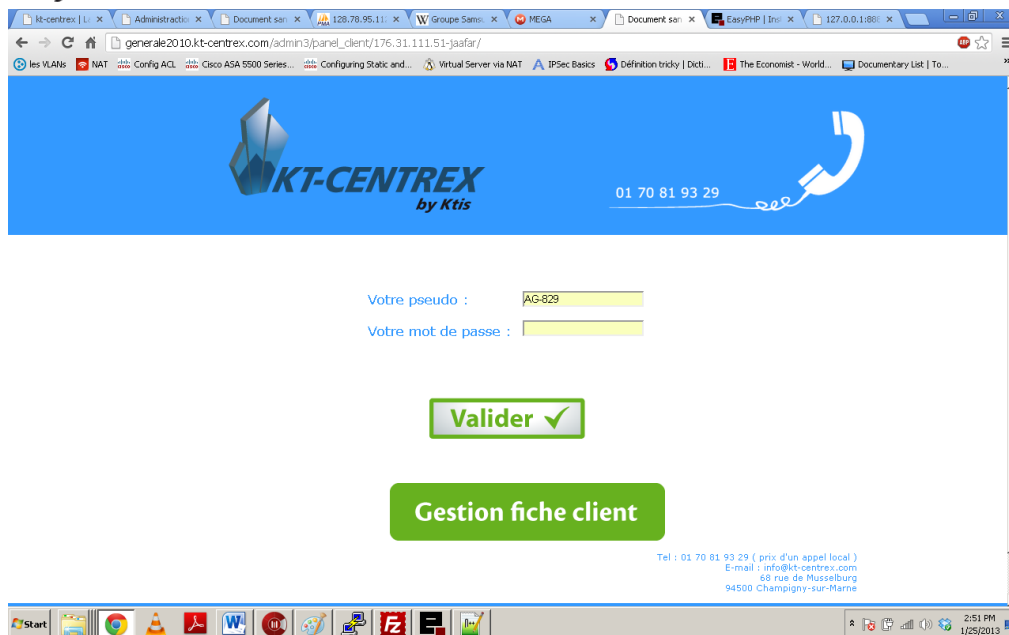 kt-centrex | L
Administractio
Document san
128.78.95.11
Groupe Samsu
MEGA
Document san
EasyPHP | Ins
127.0.0.1:888
generale2010.kt-centrex.com/admin3/panel_client/176.31.111.51-jaafar/
les VLANs
NAT
Config ACL
Cisco ASA 5500 Series...
Configuring Static and...
Virtual Server via NAT
IPSec Basics
Définition tricky | Dicti...
The Economist - World...
Documentary List | To...
KT-CENTREX
by Ktis
01 70 81 93 29
Votre pseudo : AG-829
Votre mot de passe :
Valider
Gestion fiche client
Tel : 01 70 81 93 29 ( prix d'un appel local )
E-mail : info@kt-centrex.com
68 rue de Musselburg
94500 Champigny-sur-Marne
Start
2:51 PM
1/25/2013